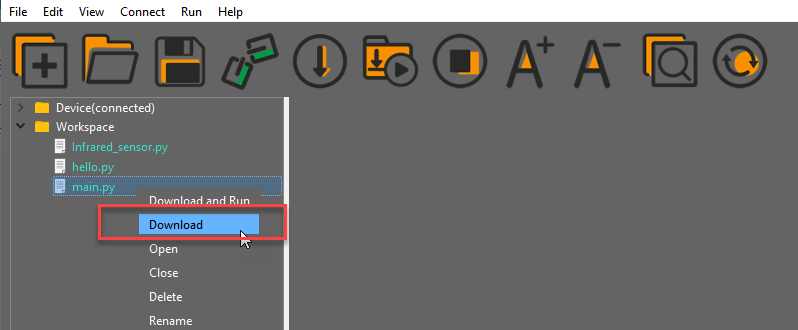 File Edit View Connect Run Help
A+ A−
Device(connected)
Workspace
Infrared_sensor.py
hello.py
main.py
Download and Run
Download
Open
Close
Delete
Rename